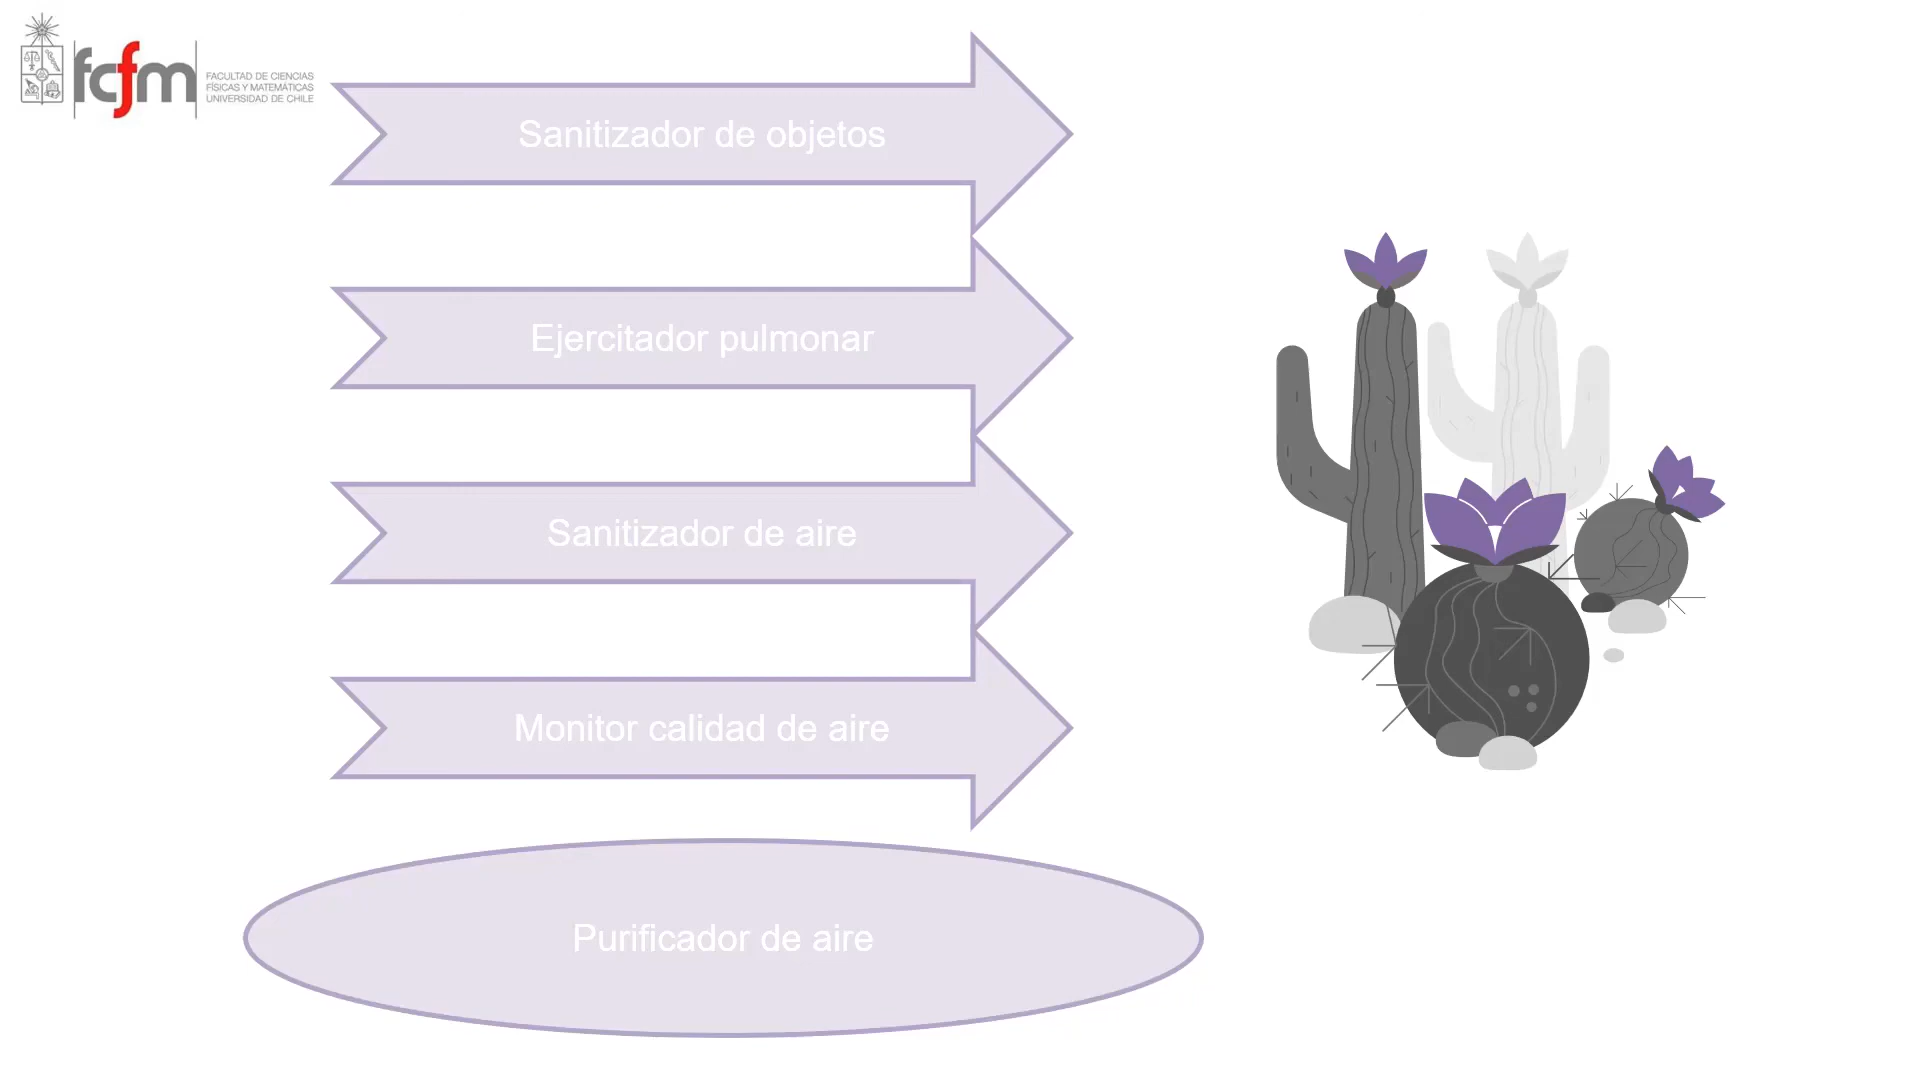 fcfm
FACULTAD DE CIENCIAS
FÍSICAS Y MATEMÁTICAS
UNIVERSIDAD DE CHILE
Sanitizador de objetos
Ejercitador pulmonar
Sanitizador de aire
Monitor calidad de aire
Purificador de aire